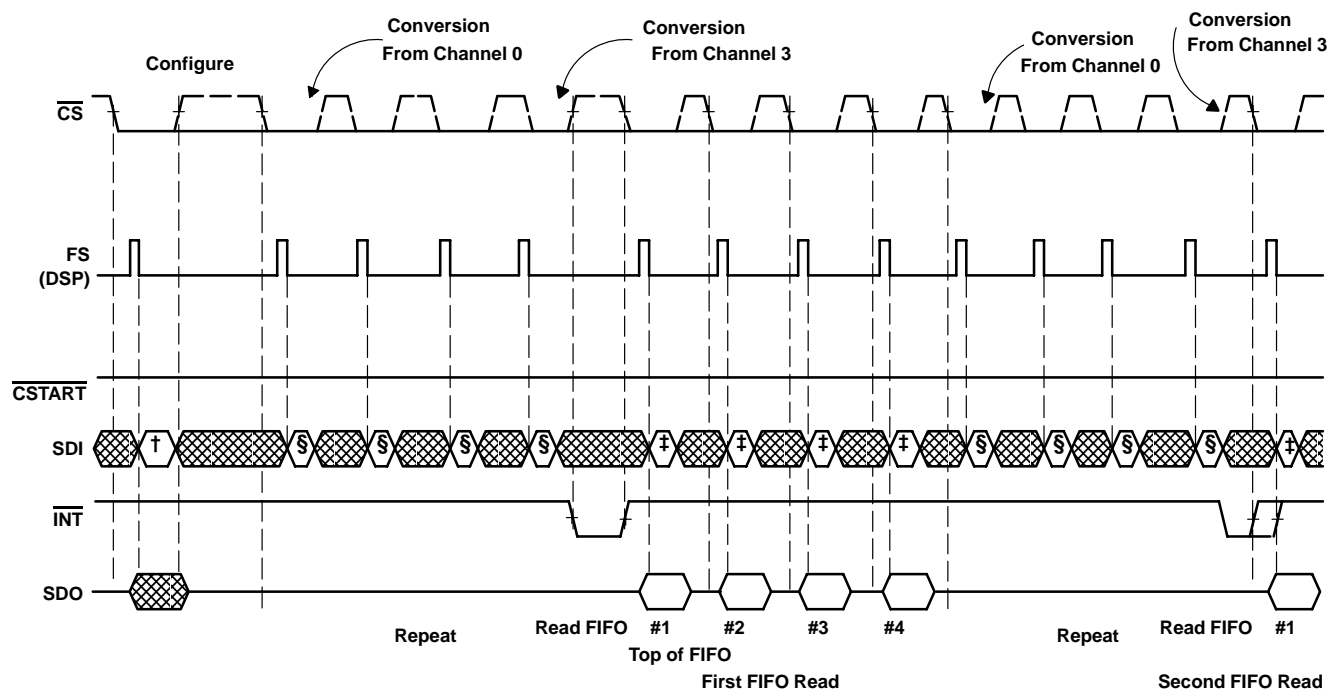 Conversion
From Channel 0
Conversion
From Channel 3
Conversion
From Channel 0
Conversion
From Channel 3
Configure
CS
FS
(DSP)
CSTART
SDI † § § § § ‡ ‡ ‡ ‡ § § § § ‡
INT
SDO
Repeat Read FIFO #1 #2 #3 #4 Repeat Read FIFO #1
Top of FIFO
First FIFO Read Second FIFO Read